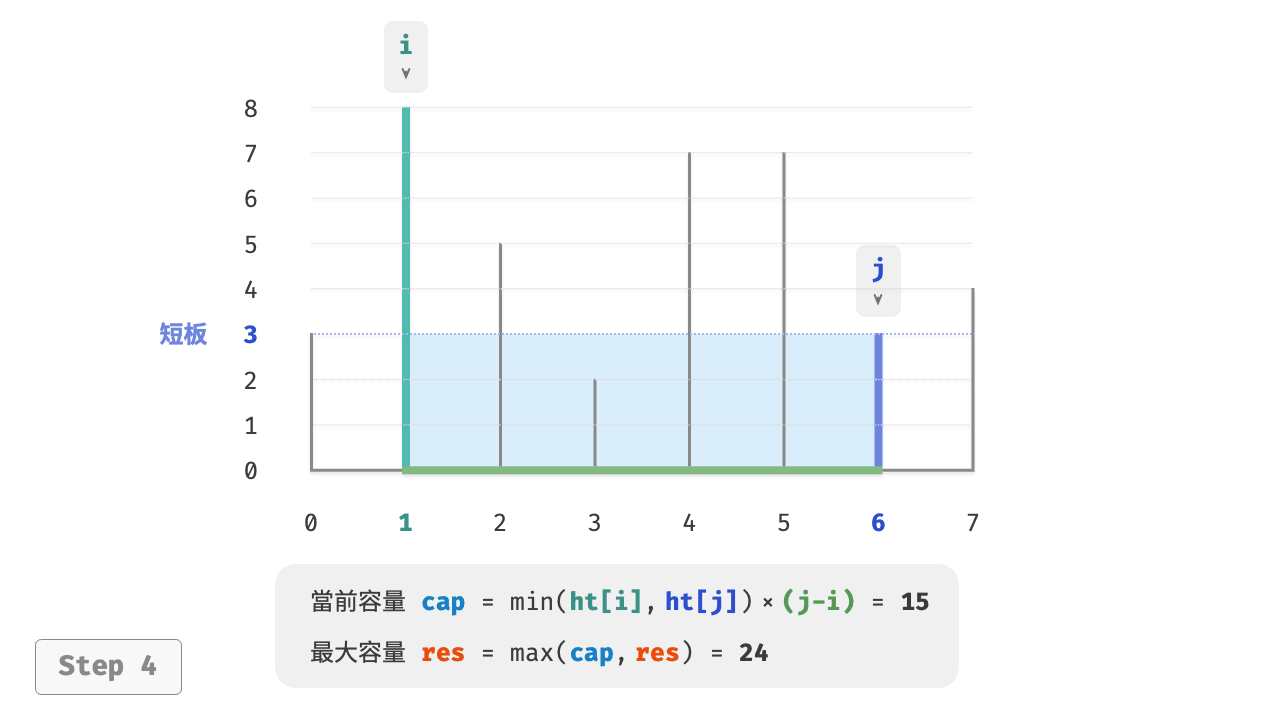 i
8
7
6
5
j
4
短板 3
2
1
0
0 1 2 3 4 5 6 7
當前容量 cap = min(ht[i], ht[j]) × (j-i) = 15
最大容量 res = max(cap, res) = 24
Step 4